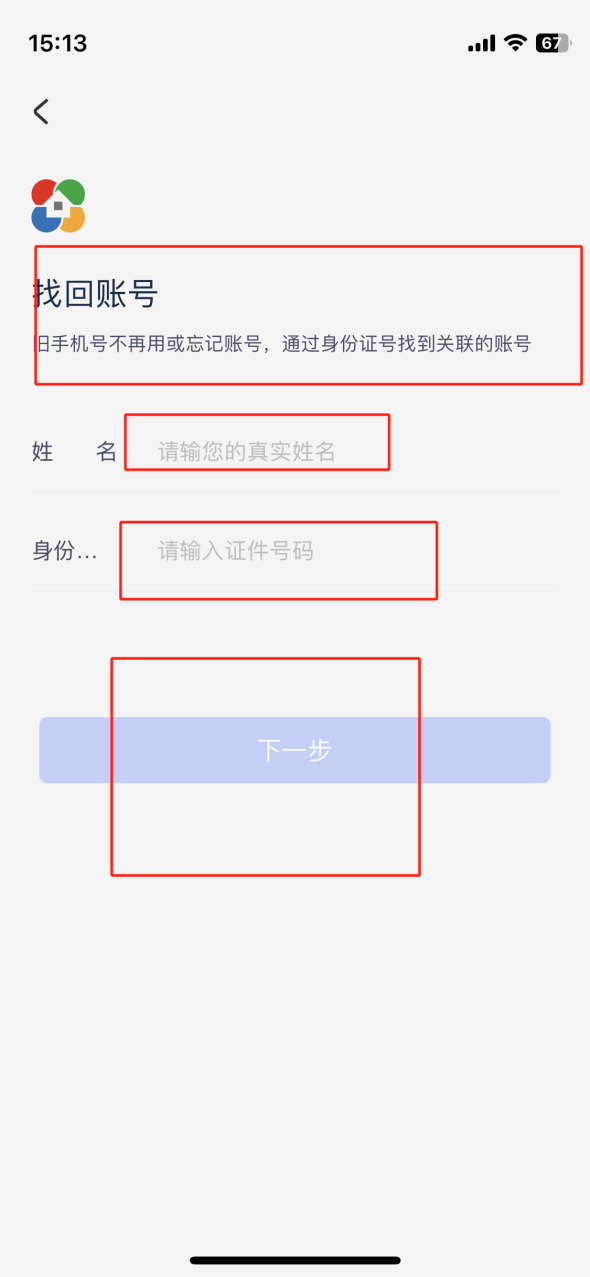 15:13
67
找回账号
旧手机号不再用或忘记账号，通过身份证号找到关联的账号
姓 名 请输您的真实姓名
身份... 请输入证件号码
下一步